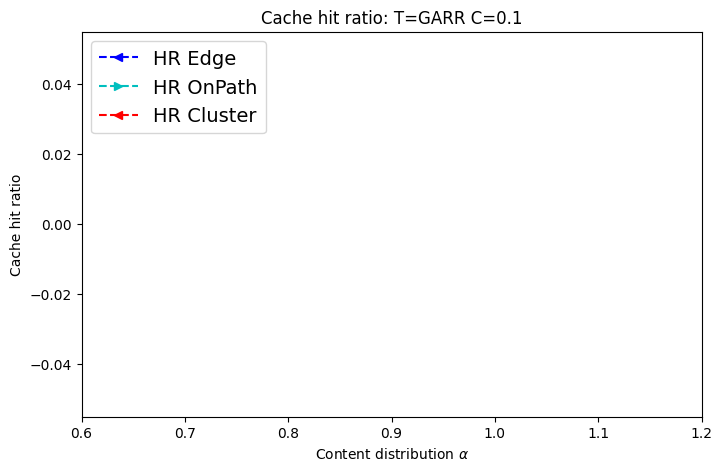 Cache hit ratio: T=GARR C=0.1
HR Edge
HR OnPath
HR Cluster
Cache hit ratio
0.04
0.02
0.00
−0.02
−0.04
0.6 0.7 0.8 0.9 1.0 1.1 1.2
Content distribution α